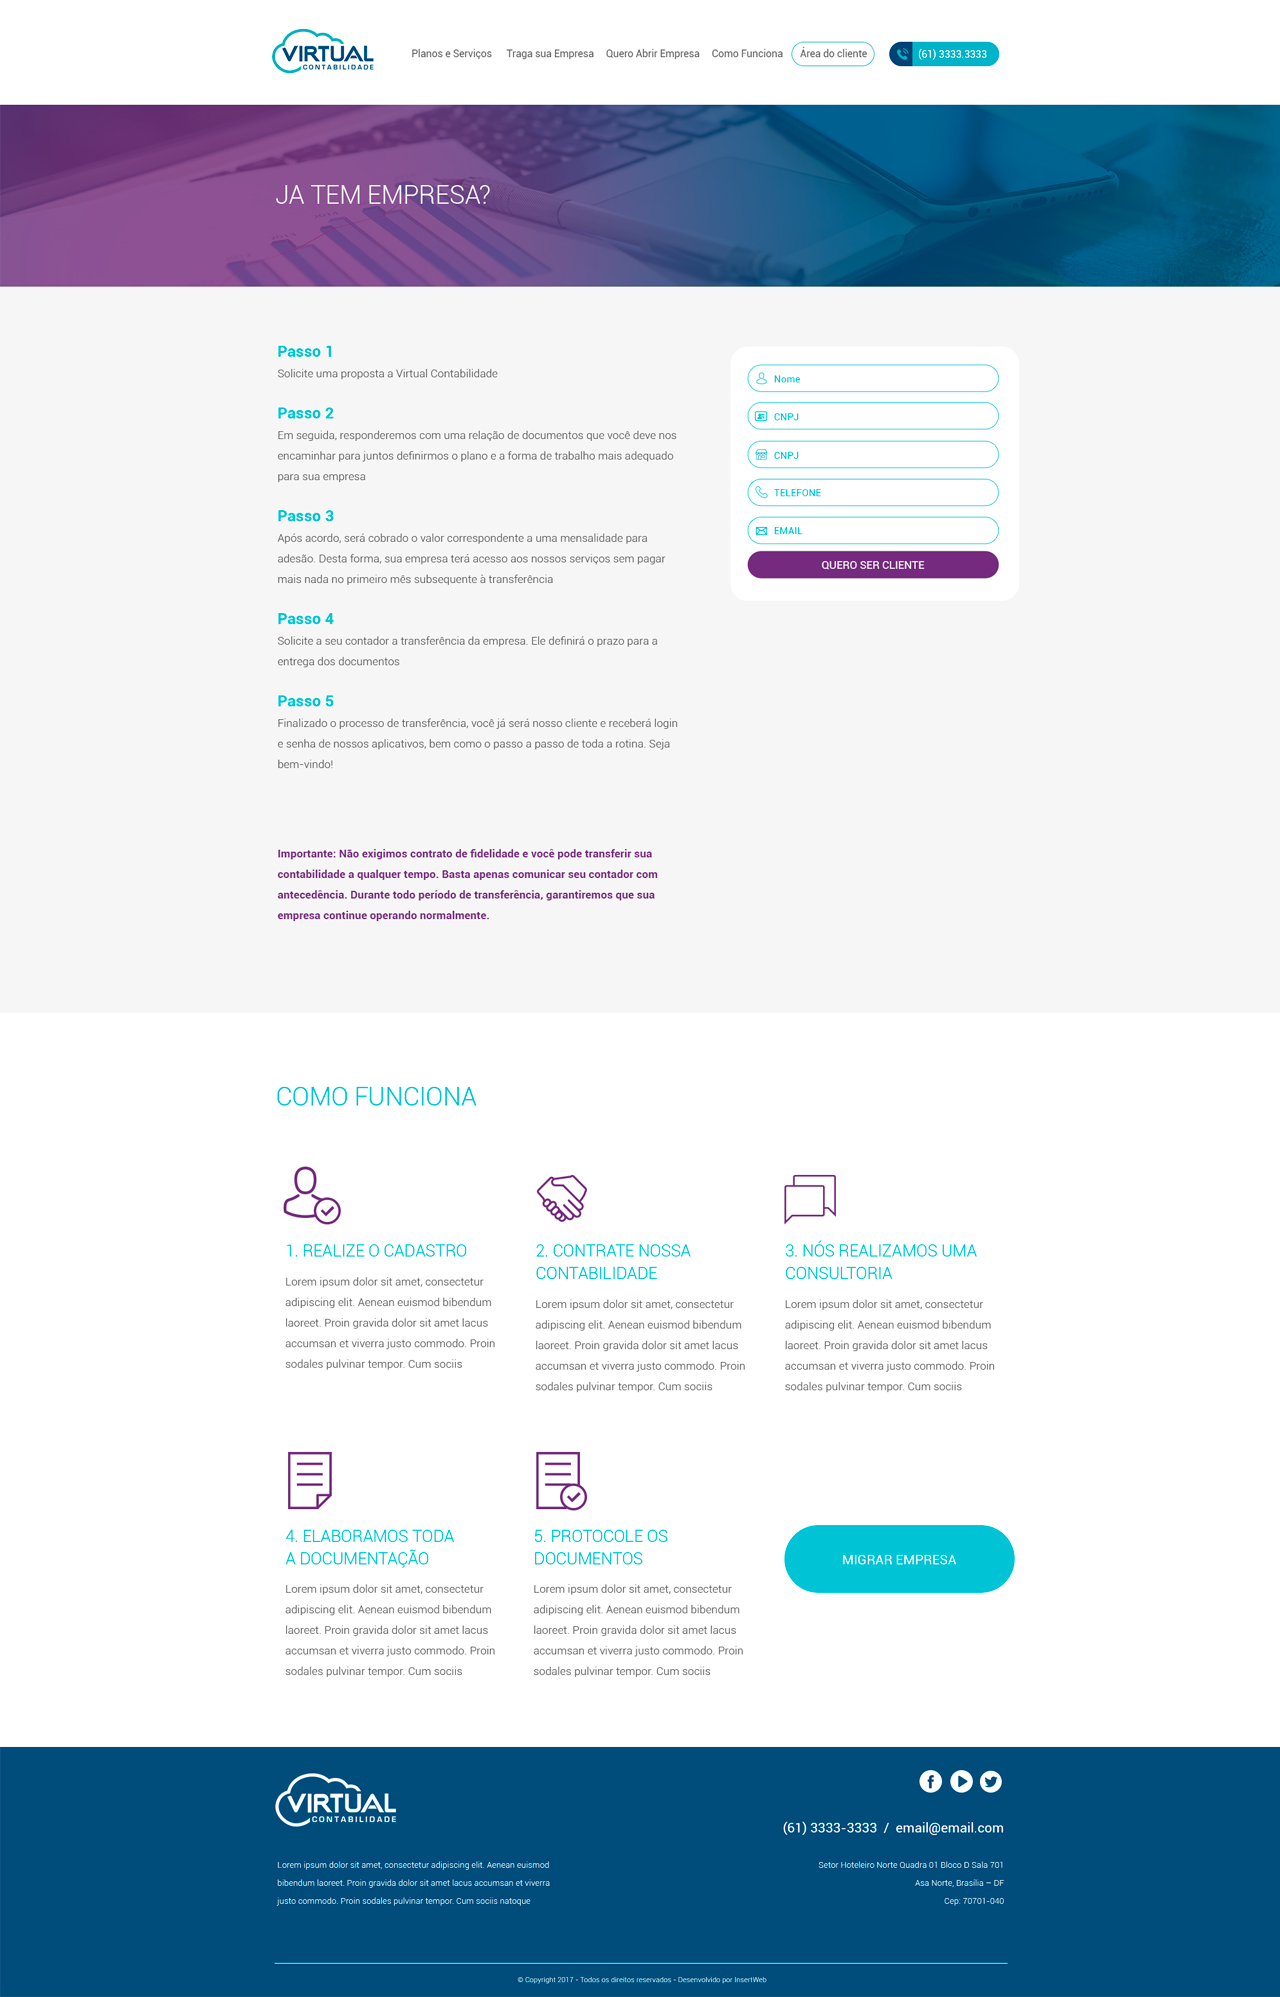 VIRTUAL
CONTABILIDADE
Planos e Serviços
Traga sua Empresa
Quero Abrir Empresa
Como Funciona
Área do cliente
(61) 3333.3333
JA TEM EMPRESA?
Passo 1
Solicite uma proposta a Virtual Contabilidade
Passo 2
Em seguida, responderemos com uma relação de documentos que você deve nos
encaminhar para juntos definirmos o plano e a forma de trabalho mais adequado
para sua empresa
Passo 3
Após acordo, será cobrado o valor correspondente a uma mensalidade para
adesão. Desta forma, sua empresa terá acesso aos nossos serviços sem pagar
mais nada no primeiro mês subsequente à transferência
Passo 4
Solicite a seu contador a transferência da empresa. Ele definirá o prazo para a
entrega dos documentos
Passo 5
Finalizado o processo de transferência, você já será nosso cliente e receberá login
e senha de nossos aplicativos, bem como o passo a passo de toda a rotina. Seja
bem-vindo!
Importante: Não exigimos contrato de fidelidade e você pode transferir sua
contabilidade a qualquer tempo. Basta apenas comunicar seu contador com
antecedência. Durante todo período de transferência, garantiremos que sua
empresa continue operando normalmente.
Nome
CNPJ
CNPJ
TELEFONE
EMAIL
QUERO SER CLIENTE
COMO FUNCIONA
1. REALIZE O CADASTRO
Lorem ipsum dolor sit amet, consectetur
adipiscing elit. Aenean euismod bibendum
laoreet. Proin gravida dolor sit amet lacus
accumsan et viverra justo commodo. Proin
sodales pulvinar tempor. Cum sociis
2. CONTRATE NOSSA
CONTABILIDADE
Lorem ipsum dolor sit amet, consectetur
adipiscing elit. Aenean euismod bibendum
laoreet. Proin gravida dolor sit amet lacus
accumsan et viverra justo commodo. Proin
sodales pulvinar tempor. Cum sociis
3. NÓS REALIZAMOS UMA
CONSULTORIA
Lorem ipsum dolor sit amet, consectetur
adipiscing elit. Aenean euismod bibendum
laoreet. Proin gravida dolor sit amet lacus
accumsan et viverra justo commodo. Proin
sodales pulvinar tempor. Cum sociis
4. ELABORAMOS TODA
A DOCUMENTAÇÃO
Lorem ipsum dolor sit amet, consectetur
adipiscing elit. Aenean euismod bibendum
laoreet. Proin gravida dolor sit amet lacus
accumsan et viverra justo commodo. Proin
sodales pulvinar tempor. Cum sociis
5. PROTOCOLE OS
DOCUMENTOS
Lorem ipsum dolor sit amet, consectetur
adipiscing elit. Aenean euismod bibendum
laoreet. Proin gravida dolor sit amet lacus
accumsan et viverra justo commodo. Proin
sodales pulvinar tempor. Cum sociis
MIGRAR EMPRESA
VIRTUAL
CONTABILIDADE
Lorem ipsum dolor sit amet, consectetur adipiscing elit. Aenean euismod
bibendum laoreet. Proin gravida dolor sit amet lacus accumsan et viverra
justo commodo. Proin sodales pulvinar tempor. Cum sociis natoque
(61) 3333-3333 / email@email.com
Setor Hoteleiro Norte Quadra 01 Bloco D Sala 701
Asa Norte, Brasília – DF
Cep: 70701-040
© Copyright 2017 • Todos os direitos reservados • Desenvolvido por InsertWeb